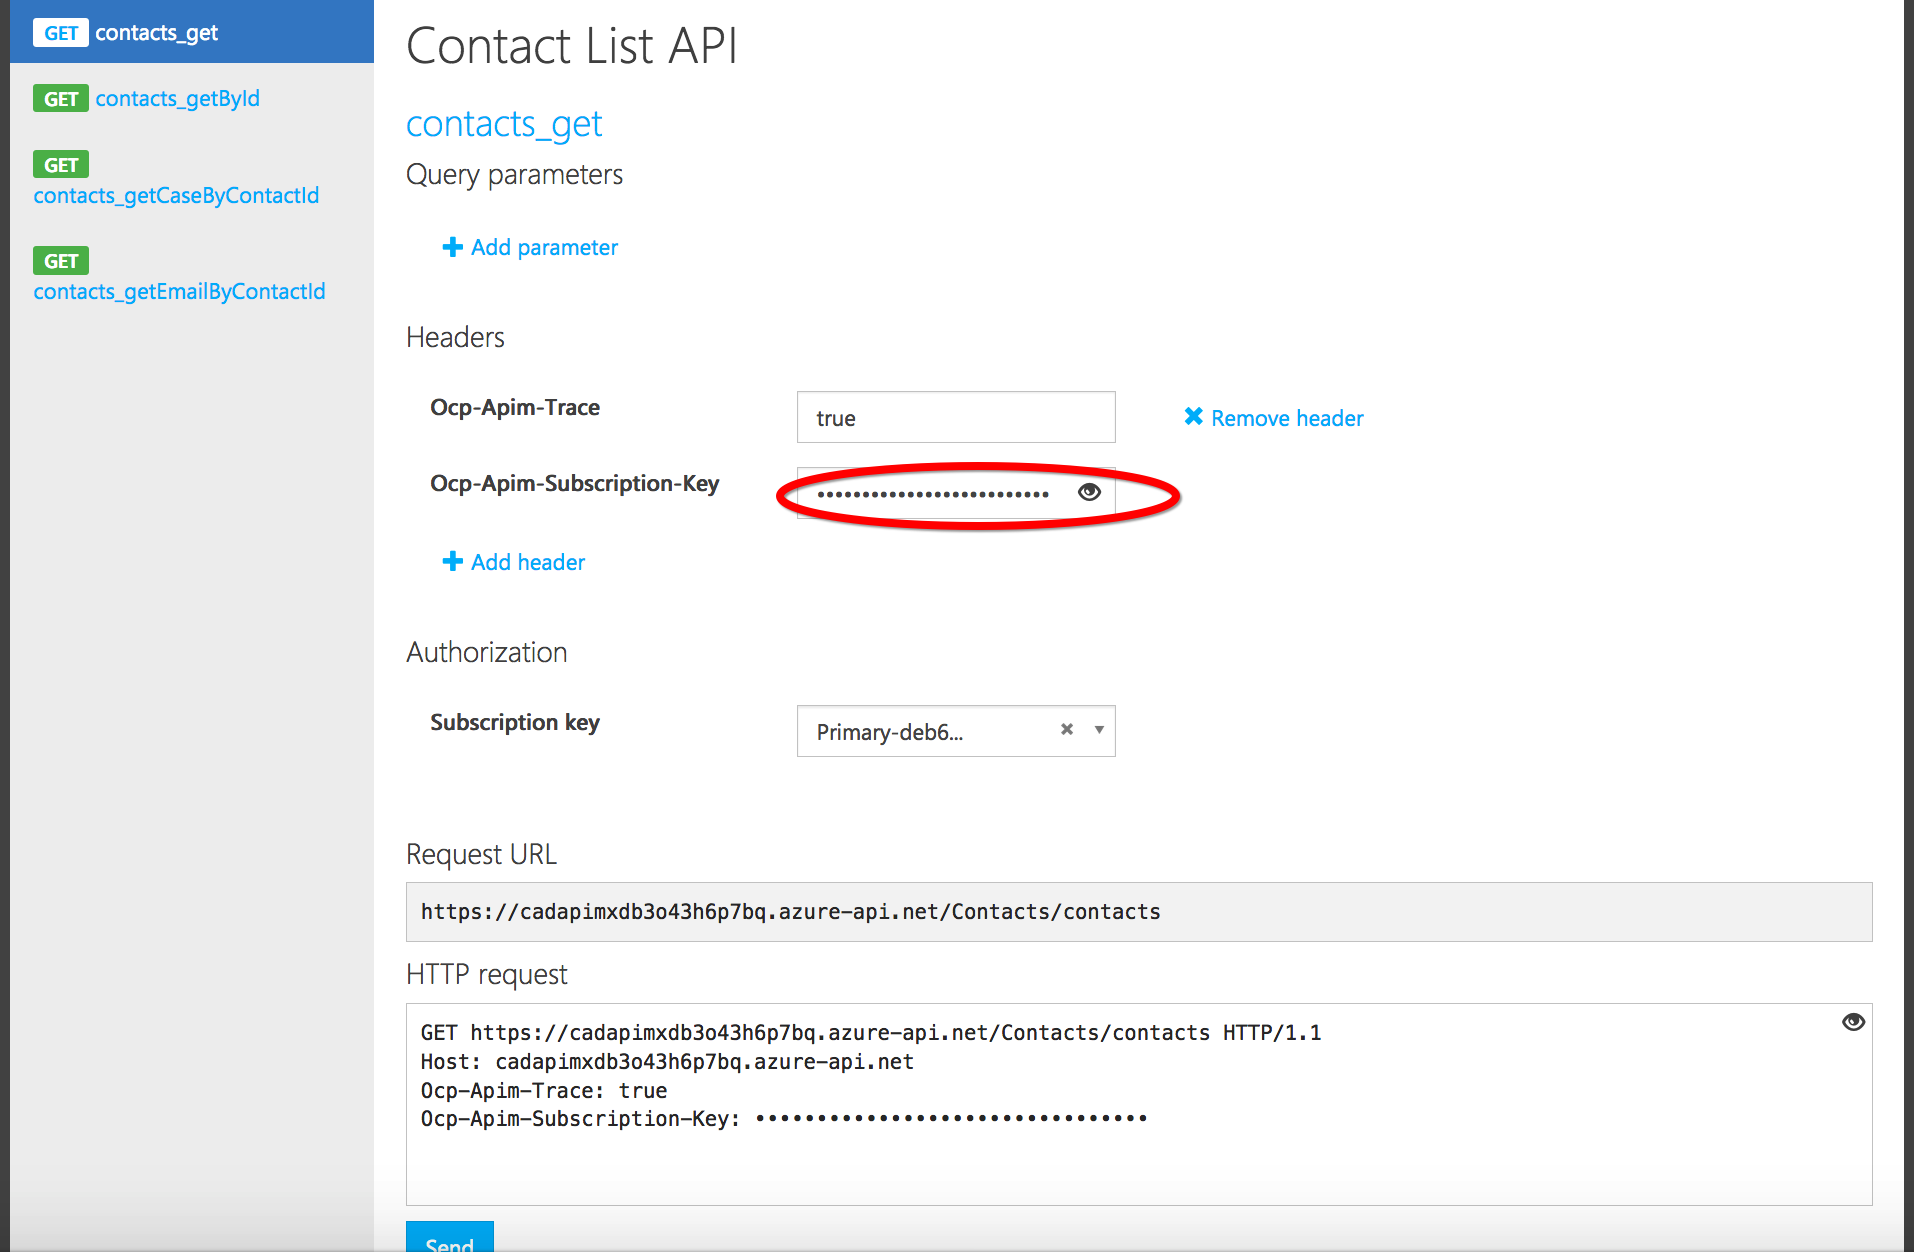 GET contacts_get
GET contacts_getById
GET
contacts_getCaseByContactId
GET
contacts_getEmailByContactId
Contact List API
contacts_get
Query parameters
Add parameter
Headers
Ocp-Apim-Trace
true
Remove header
Ocp-Apim-Subscription-Key
••••••••••••••••••••••••••
Add header
Authorization
Subscription key
Primary-deb6...
Request URL
https://cadapimxdb3o43h6p7bq.azure-api.net/Contacts/contacts
HTTP request
GET https://cadapimxdb3o43h6p7bq.azure-api.net/Contacts/contacts HTTP/1.1
Host: cadapimxdb3o43h6p7bq.azure-api.net
Ocp-Apim-Trace: true
Ocp-Apim-Subscription-Key: ••••••••••••••••••••••••••••••••
Send